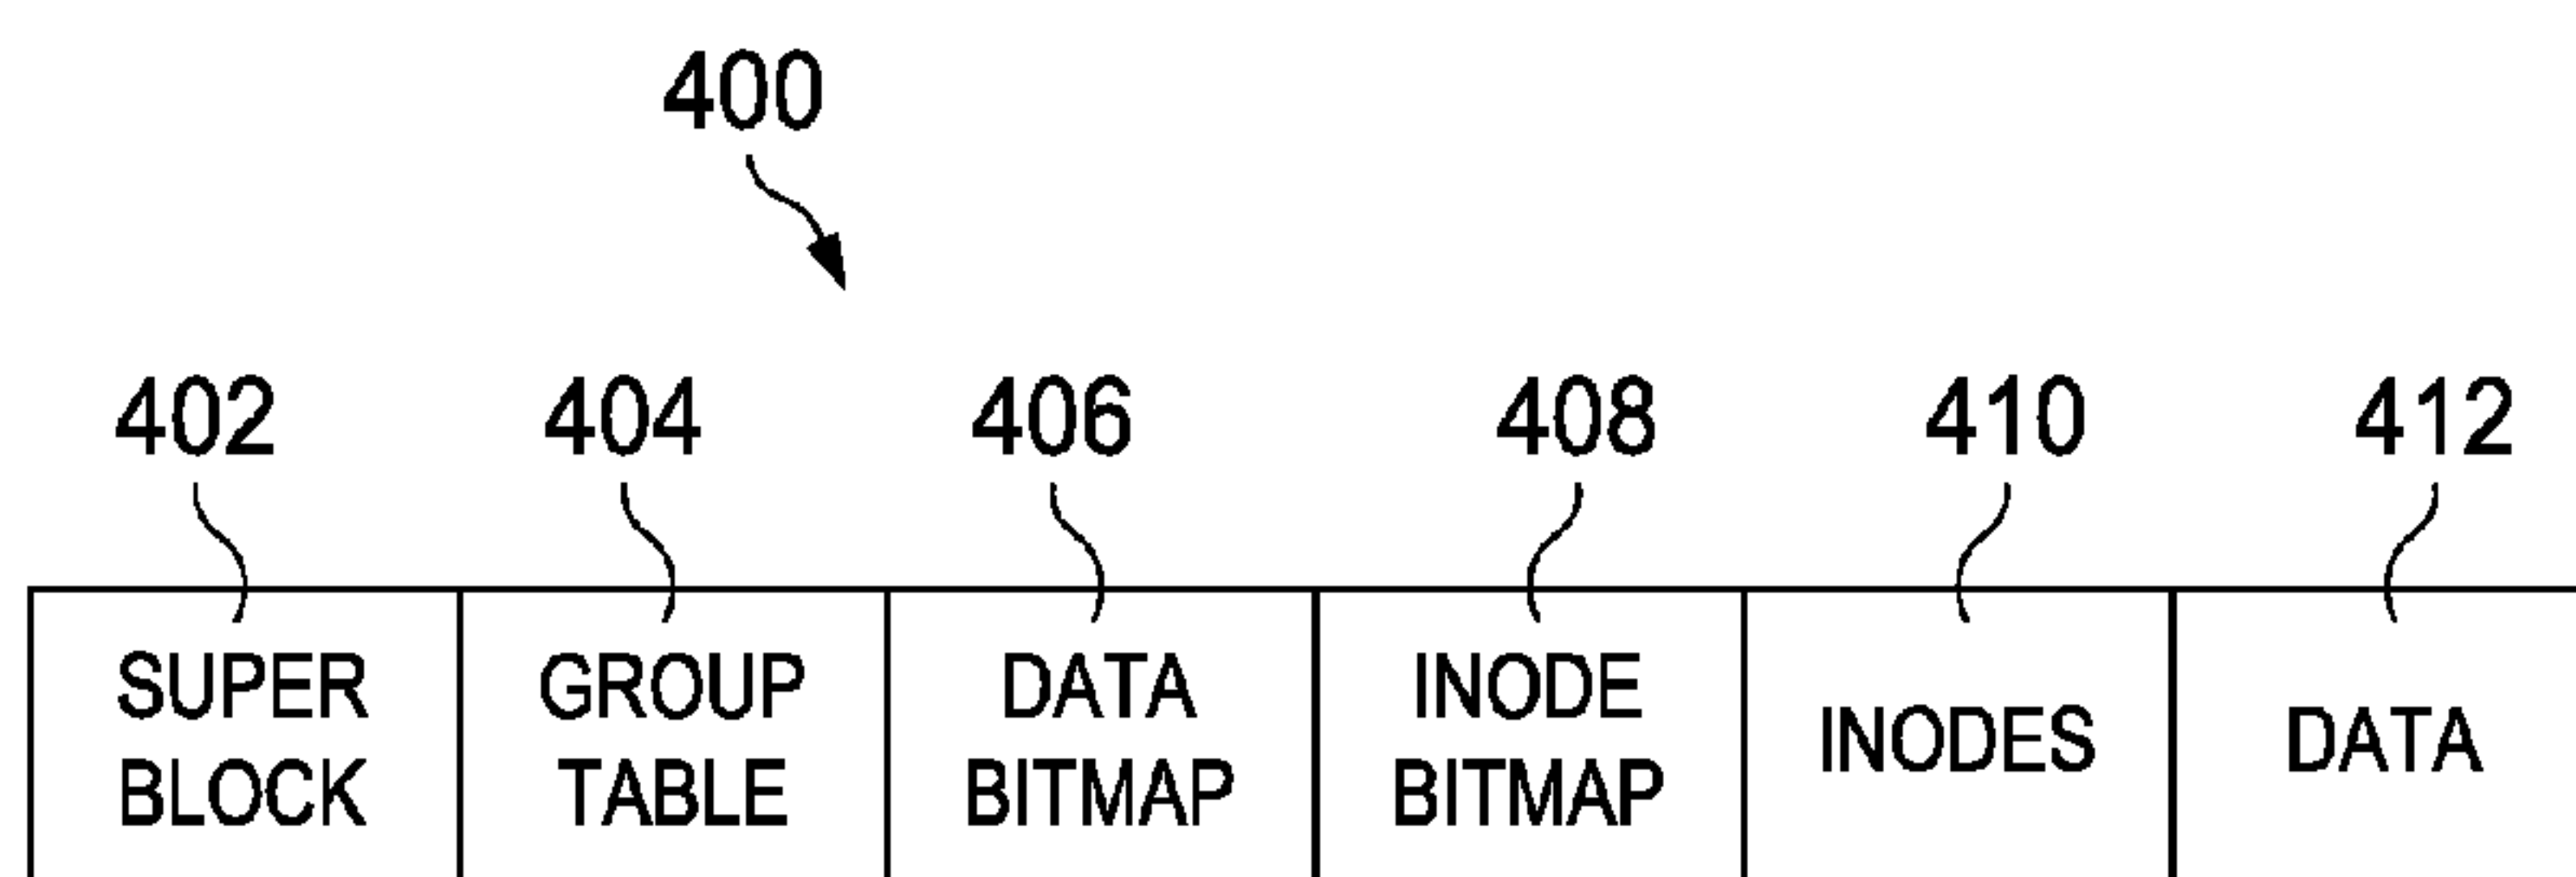 400
402 404 406 408 410 412
SUPER BLOCK
GROUP TABLE
DATA BITMAP
INODE BITMAP
INODES
DATA